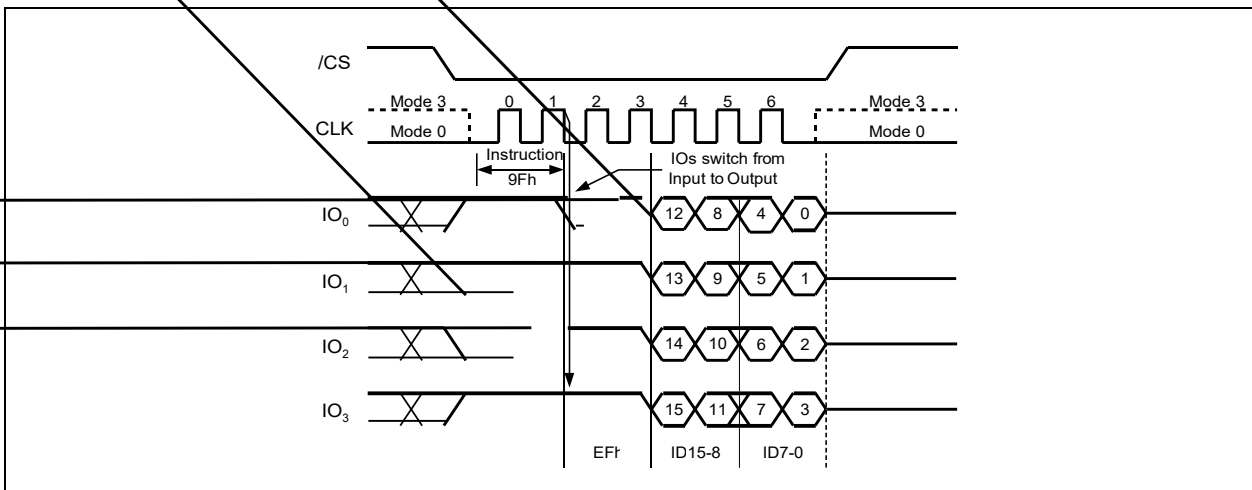 /CS
Mode 3 0 1 2 3 4 5 6 Mode 3
CLK Mode 0 Mode 0
Instruction IOs switch from
9Fh Input to Output
IO0 12 8 4 0
IO1 13 9 5 1
IO2 14 10 6 2
IO3 15 11 7 3
EFh ID15-8 ID7-0